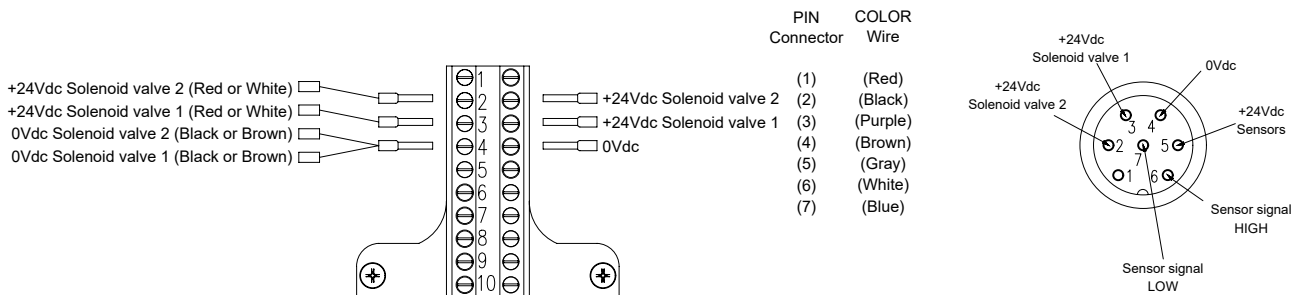 +24Vdc Solenoid valve 2 (Red or White)
+24Vdc Solenoid valve 1 (Red or White)
0Vdc Solenoid valve 2 (Black or Brown)
0Vdc Solenoid valve 1 (Black or Brown)
1
2
3
4
5
6
7
8
9
10
+24Vdc Solenoid valve 2
+24Vdc Solenoid valve 1
0Vdc
PIN COLOR
Connector Wire
(1) (Red)
(2) (Black)
(3) (Purple)
(4) (Brown)
(5) (Gray)
(6) (White)
(7) (Blue)
+24Vdc
Solenoid valve 1
0Vdc
+24Vdc
Solenoid valve 2
+24Vdc
Sensors
3 4
2 5
7
1 6
Sensor signal
HIGH
Sensor signal
LOW